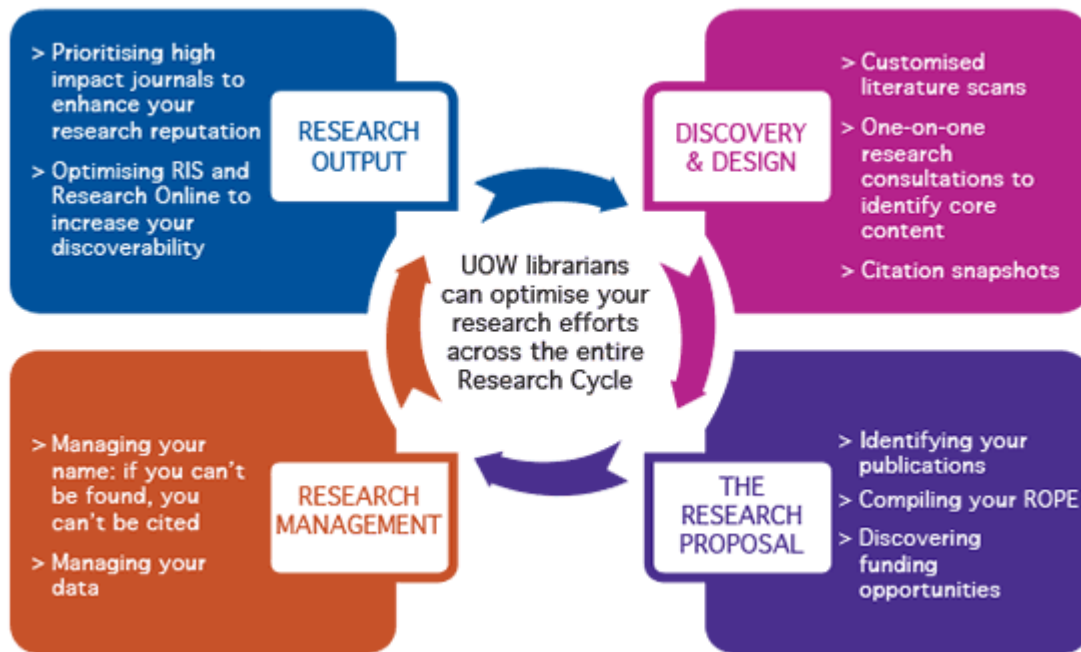 > Prioritising high
impact journals to
enhance your
research reputation
> Optimising RIS and
Research Online to
increase your
discoverability
RESEARCH
OUTPUT
DISCOVERY
& DESIGN
> Customised
literature scans
> One-on-one
research
consultations to
identify core
content
> Citation snapshots
UOW librarians
can optimise your
research efforts
across the entire
Research Cycle
> Managing your
name: if you can't
be found, you
can't be cited
> Managing your
data
RESEARCH
MANAGEMENT
THE
RESEARCH
PROPOSAL
> Identifying your
publications
> Compiling your ROPE
> Discovering
funding
opportunities